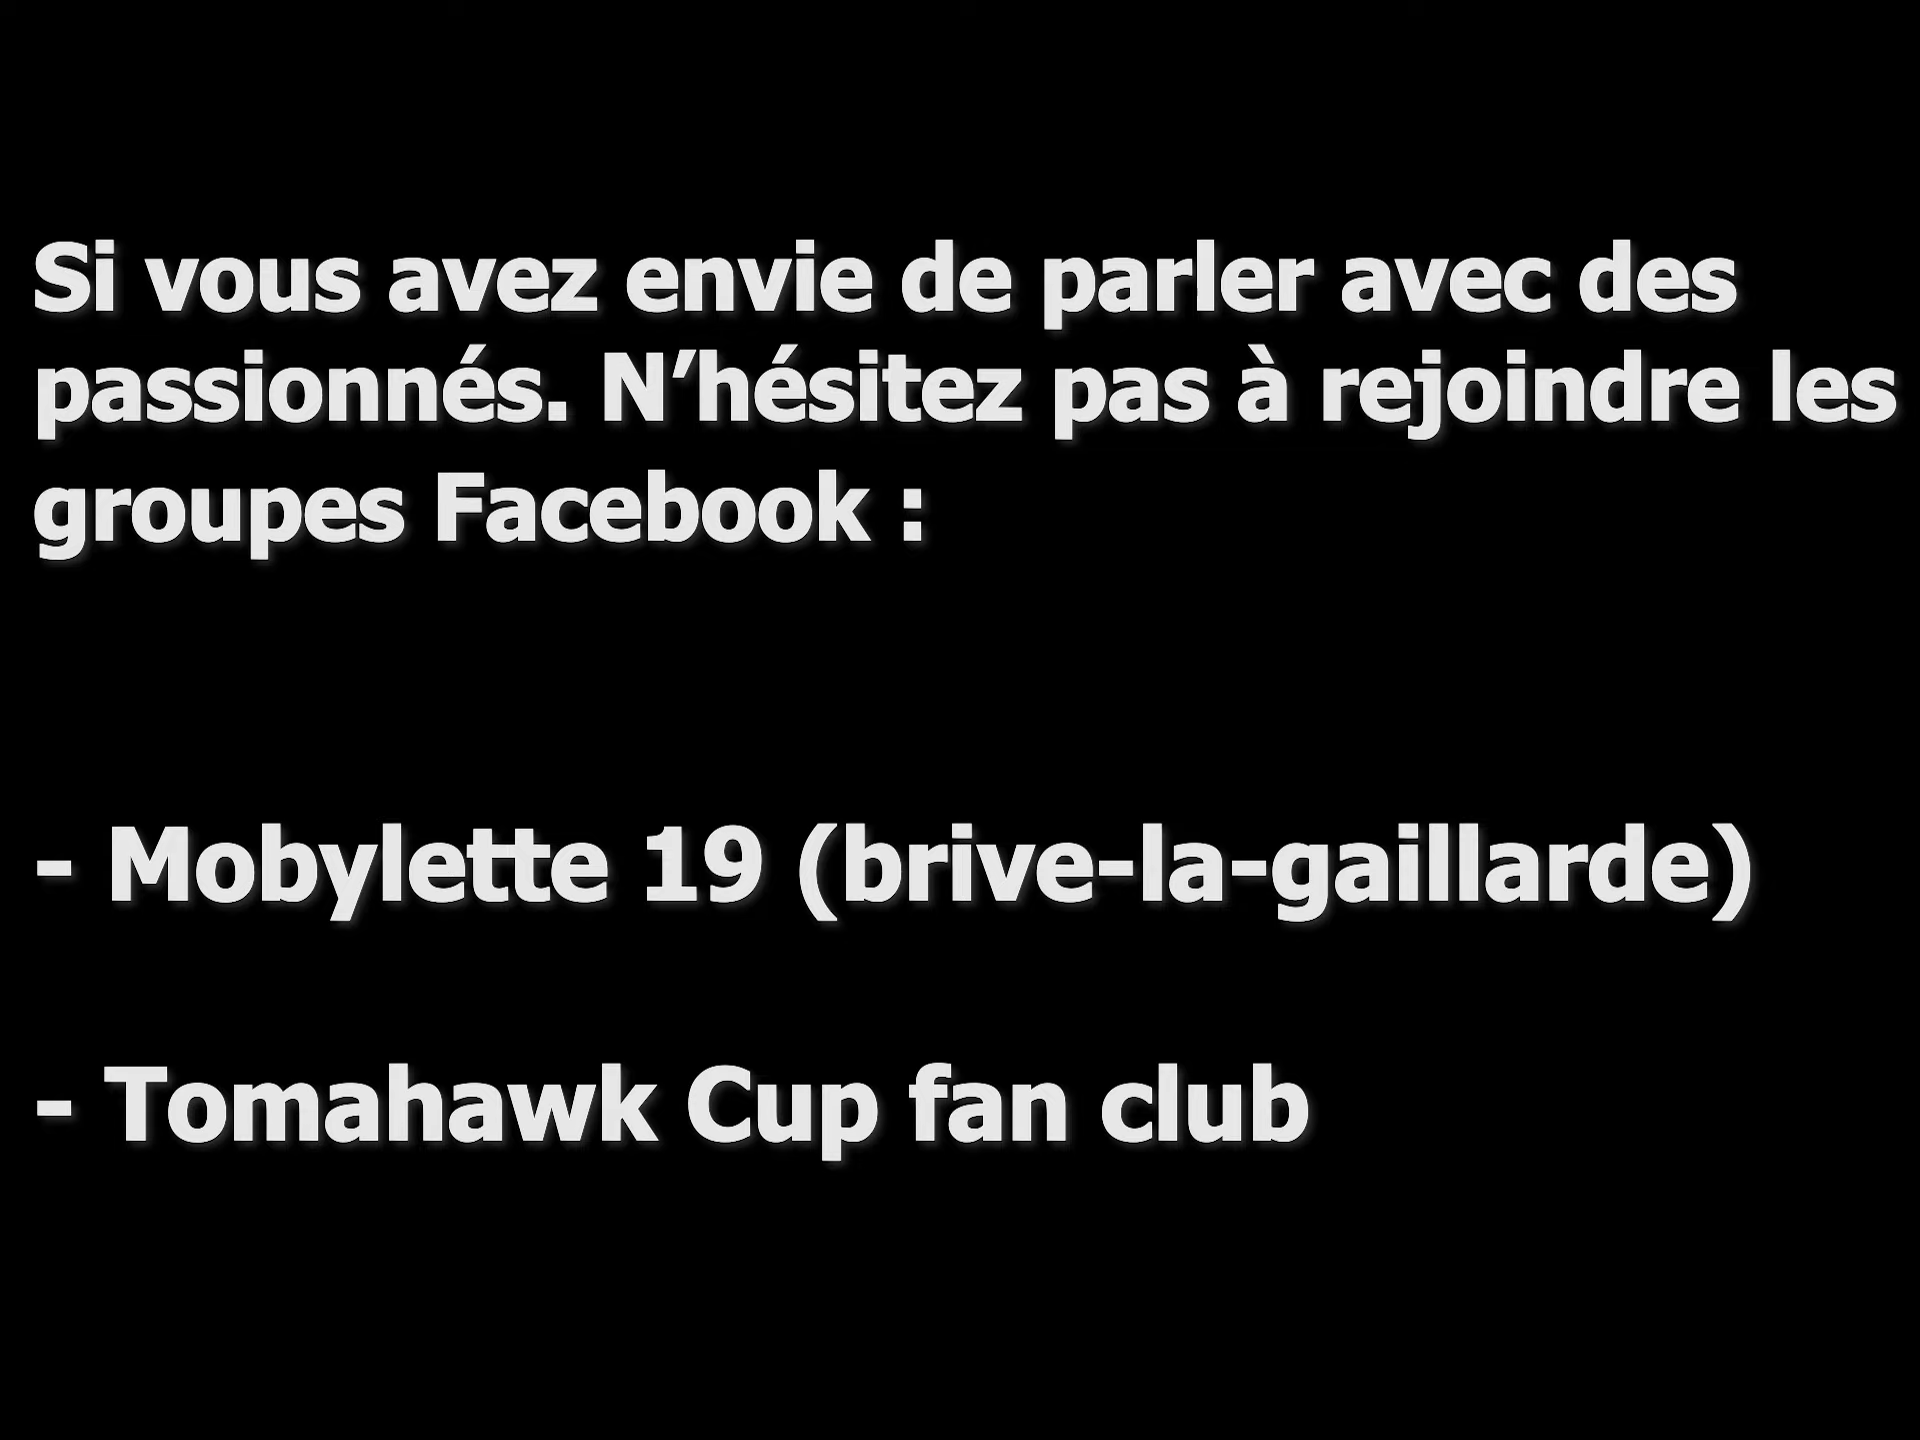 Si vous avez envie de parler avec des
passionnés. N’hésitez pas à rejoindre les
groupes Facebook :
- Mobylette 19 (brive-la-gaillarde)
- Tomahawk Cup fan club